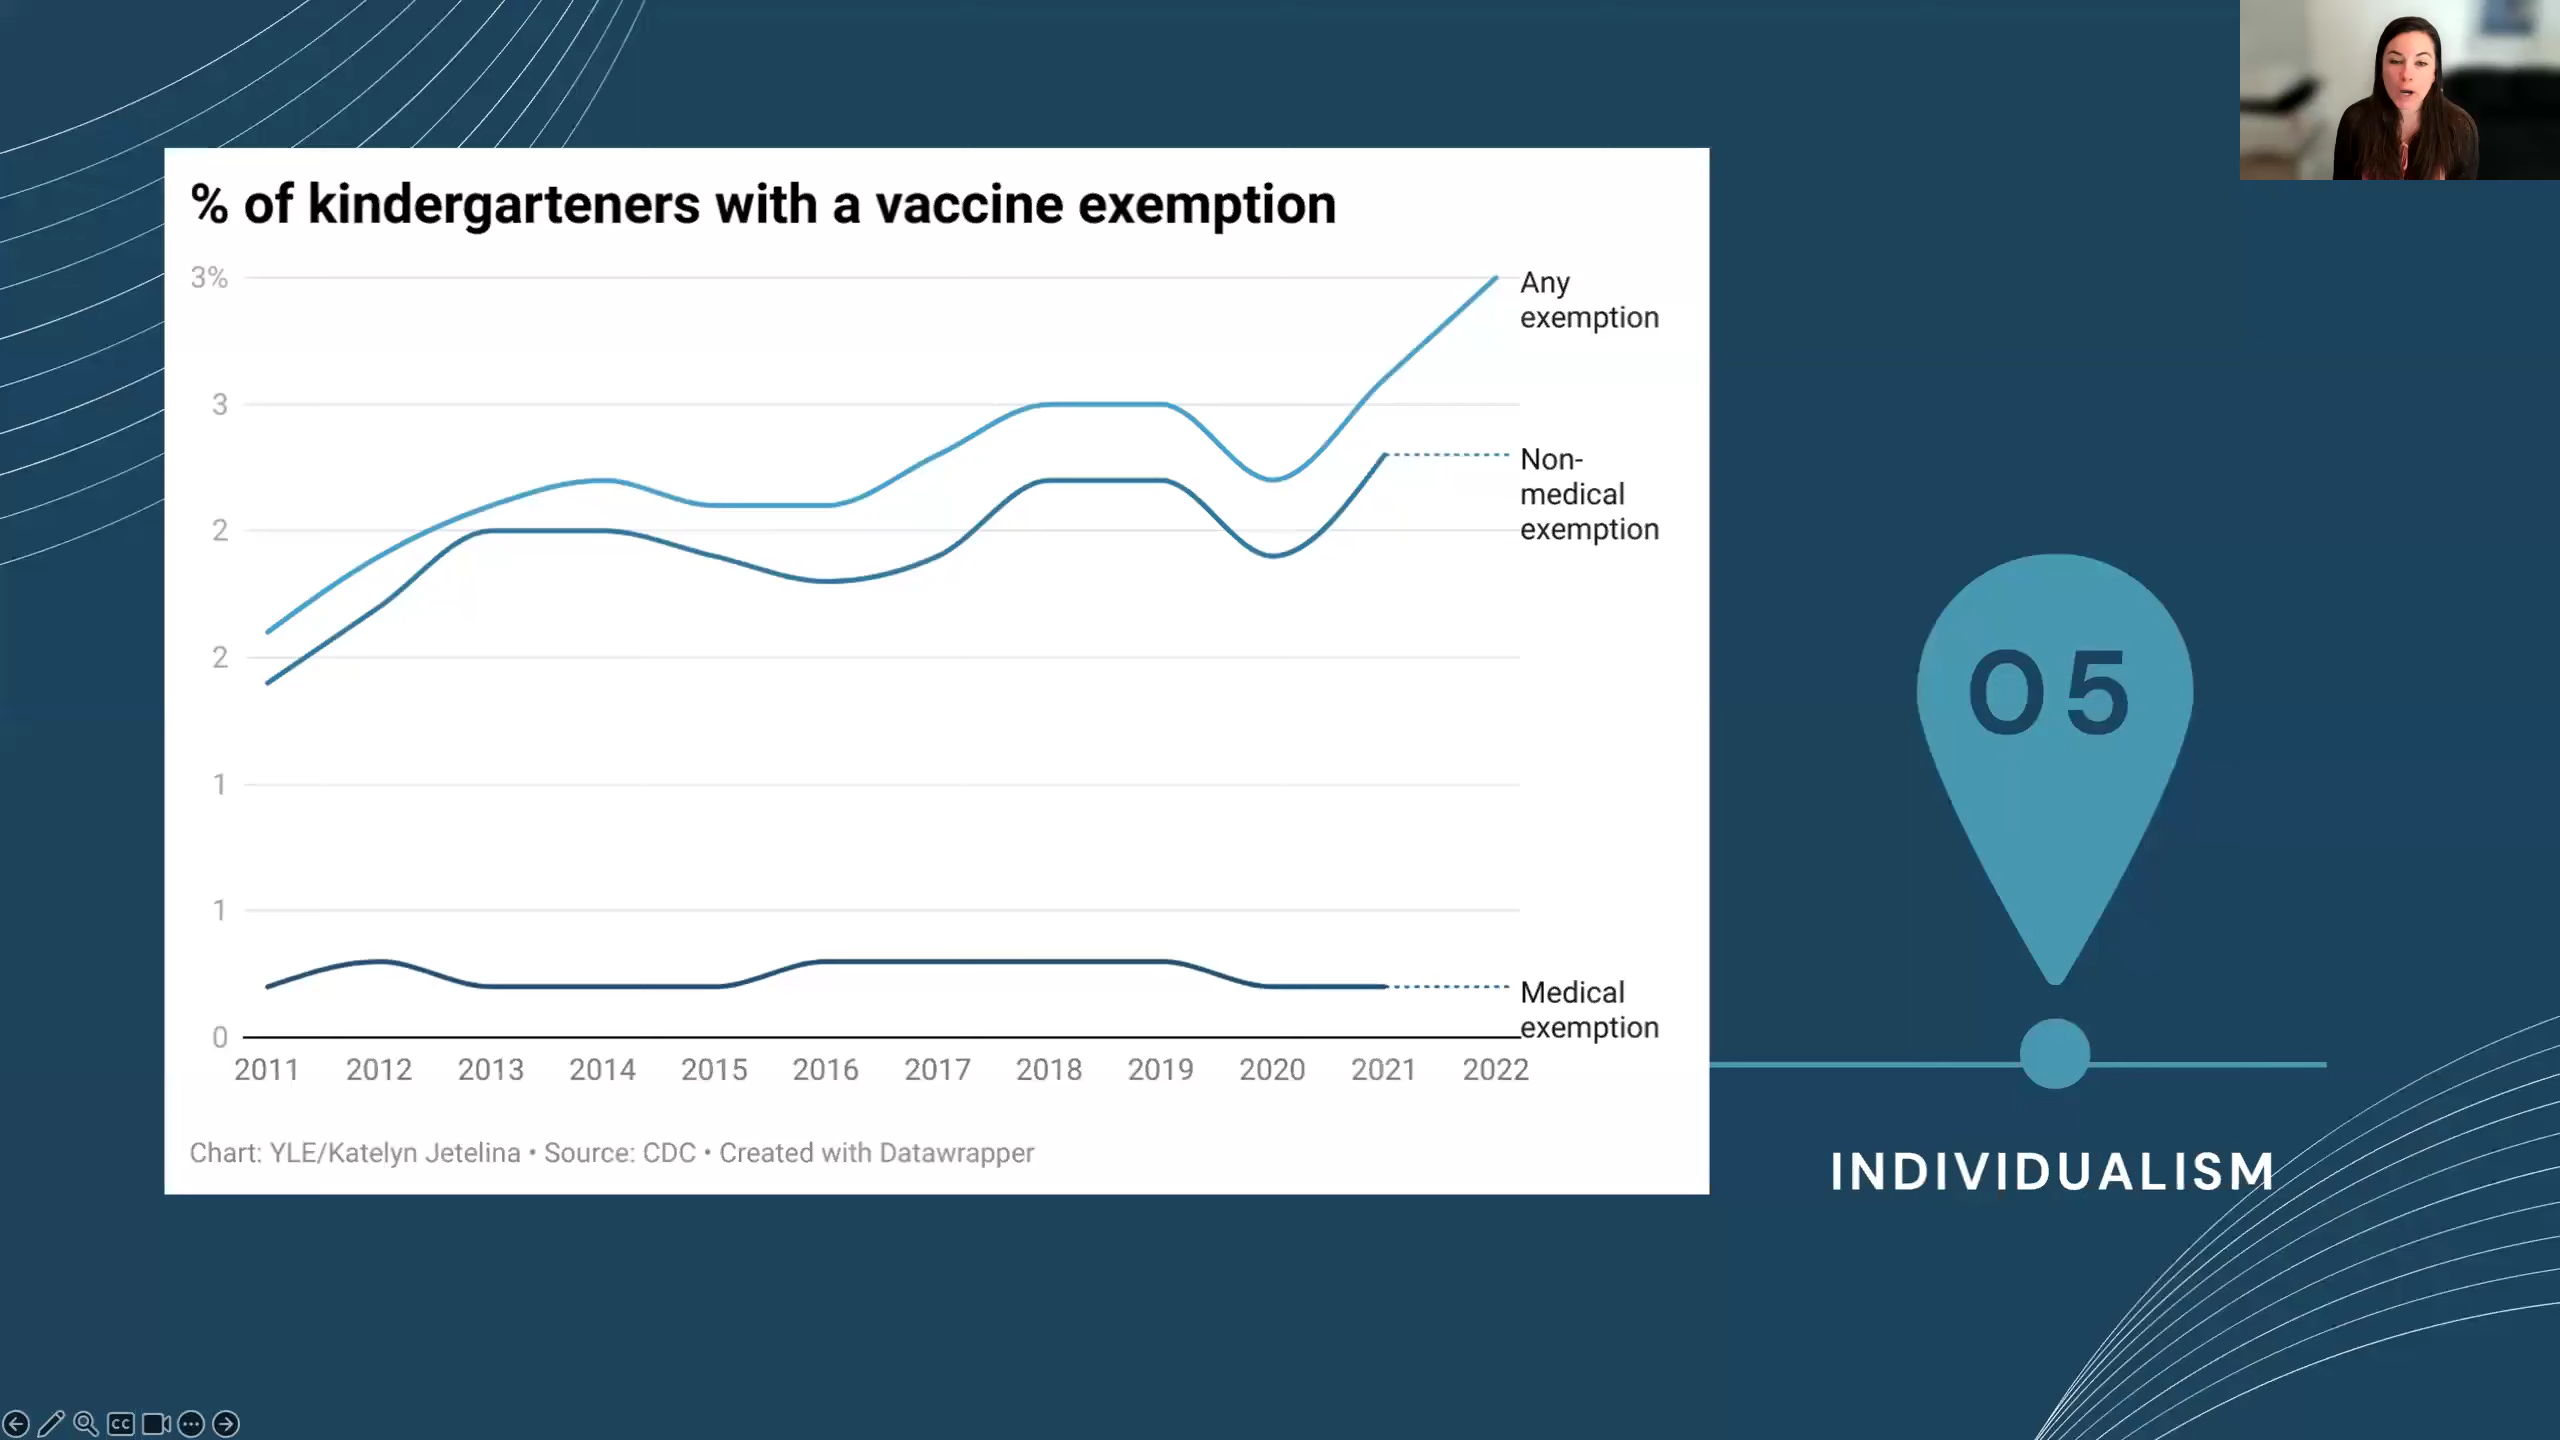 % of kindergarteners with a vaccine exemption
3%
3
2
2
1
1
0
Any
exemption
Non-
medical
exemption
Medical
exemption
2011 2012 2013 2014 2015 2016 2017 2018 2019 2020 2021 2022
Chart: YLE/Katelyn Jetelina • Source: CDC • Created with Datawrapper
05
INDIVIDUALISM
CC